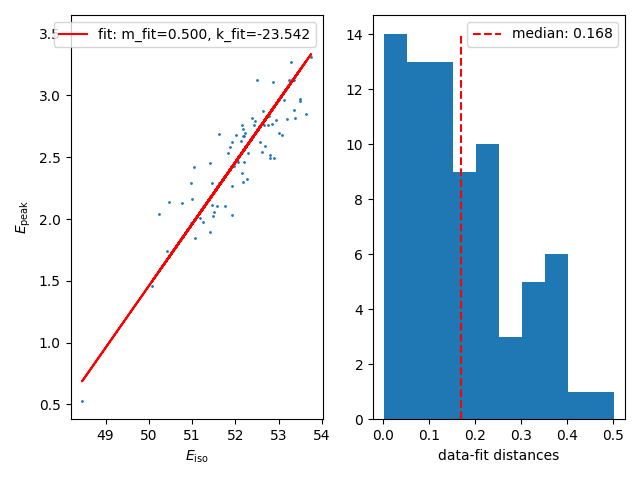 fit: m_fit=0.500, k_fit=-23.542
3.5
3.0
2.5
2.0
1.5
1.0
0.5
E_peak
49 50 51 52 53 54
E_iso
median: 0.168
14
12
10
8
6
4
2
0
0.0 0.1 0.2 0.3 0.4 0.5
data-fit distances